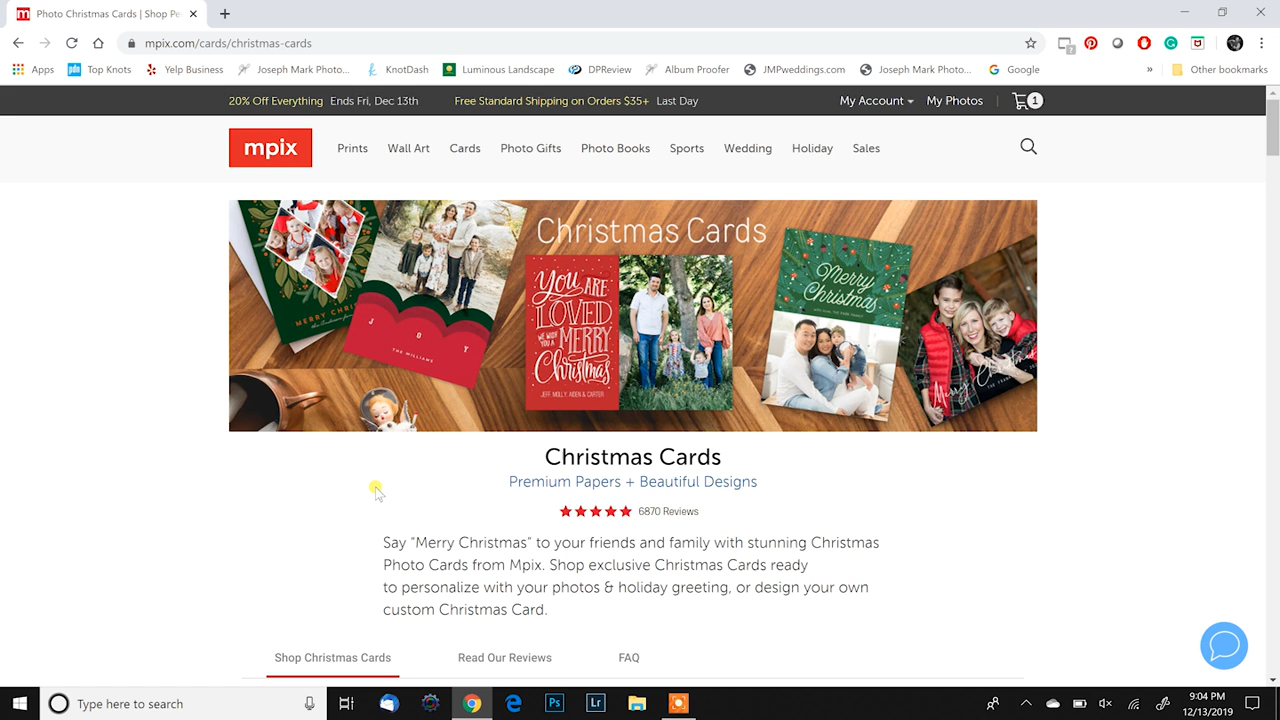 Photo Christmas Cards | Shop Pe
mpix.com/cards/christmas-cards
Apps
Top Knots
Yelp Business
Joseph Mark Photo...
KnotDash
Luminous Landscape
DPReview
Album Proofer
JMPweddings.com
Joseph Mark Photo...
Google
»
Other bookmarks
20% Off Everything Ends Fri, Dec 13th
Free Standard Shipping on Orders $35+ Last Day
My Account
My Photos
1
mpix
Prints
Wall Art
Cards
Photo Gifts
Photo Books
Sports
Wedding
Holiday
Sales
Christmas Cards
J O Y
THE WILLIAMS
You ARE
LOVED
WE WISH
YOU A
MERRY
Christmas
JEFF, MOLLY, AIDEN & CARTER
Merry
Christmas
Merry Christmas
Christmas Cards
Premium Papers + Beautiful Designs
6870 Reviews
Say "Merry Christmas" to your friends and family with stunning Christmas
Photo Cards from Mpix. Shop exclusive Christmas Cards ready
to personalize with your photos & holiday greeting, or design your own
custom Christmas Card.
Shop Christmas Cards
Read Our Reviews
FAQ
Type here to search
Ps
Lr
9:04 PM
12/13/2019